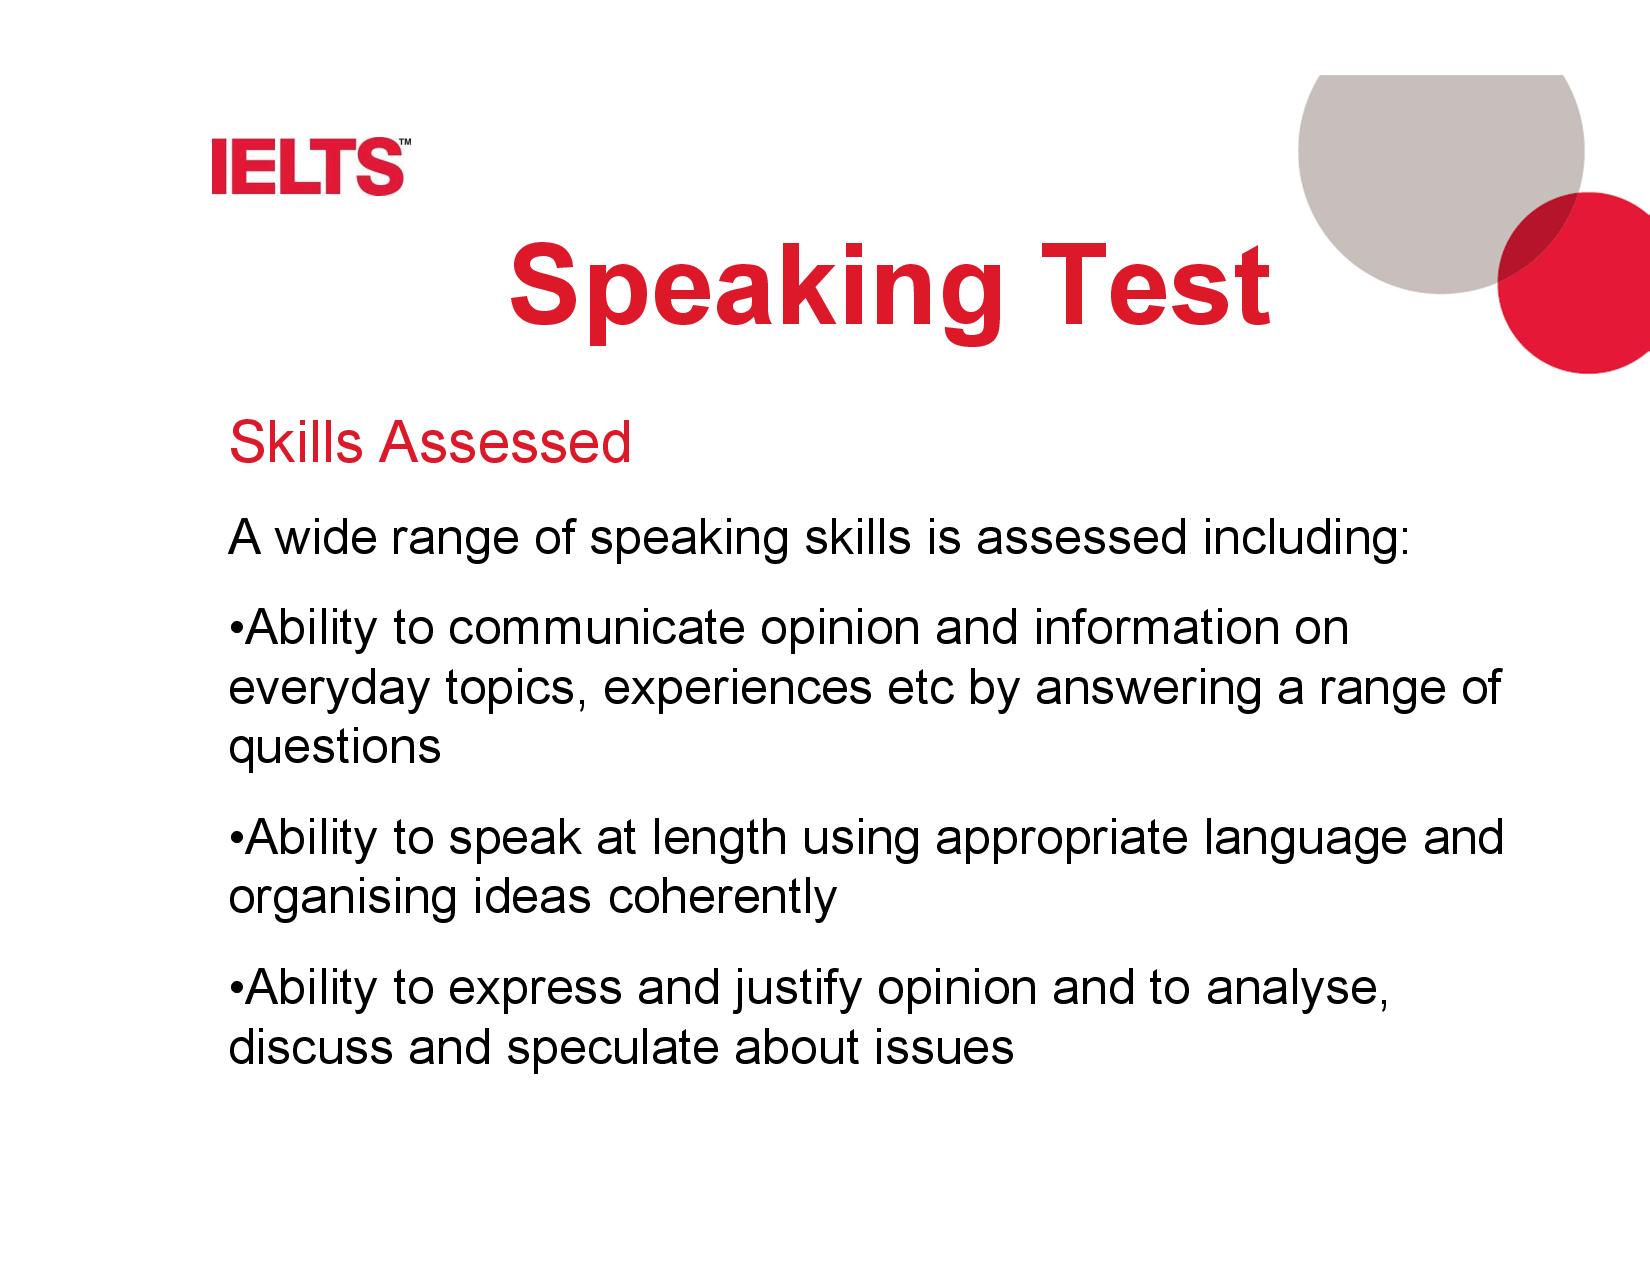 IELTS™
Speaking Test
Skills Assessed
A wide range of speaking skills is assessed including:
•Ability to communicate opinion and information on
everyday topics, experiences etc by answering a range of
questions
•Ability to speak at length using appropriate language and
organising ideas coherently
•Ability to express and justify opinion and to analyse,
discuss and speculate about issues